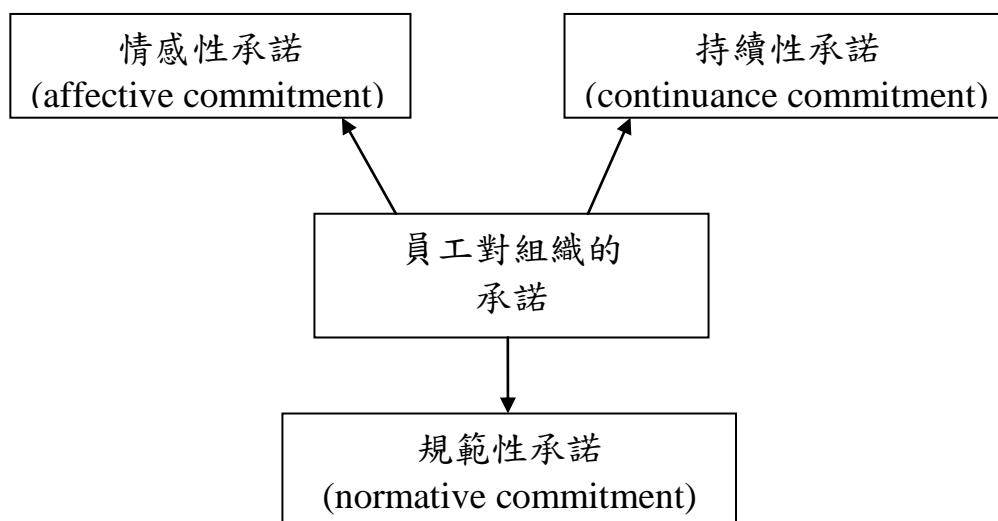 情感性承諾
(affective commitment)
持續性承諾
(continuance commitment)
員工對組織的
承諾
規範性承諾
(normative commitment)